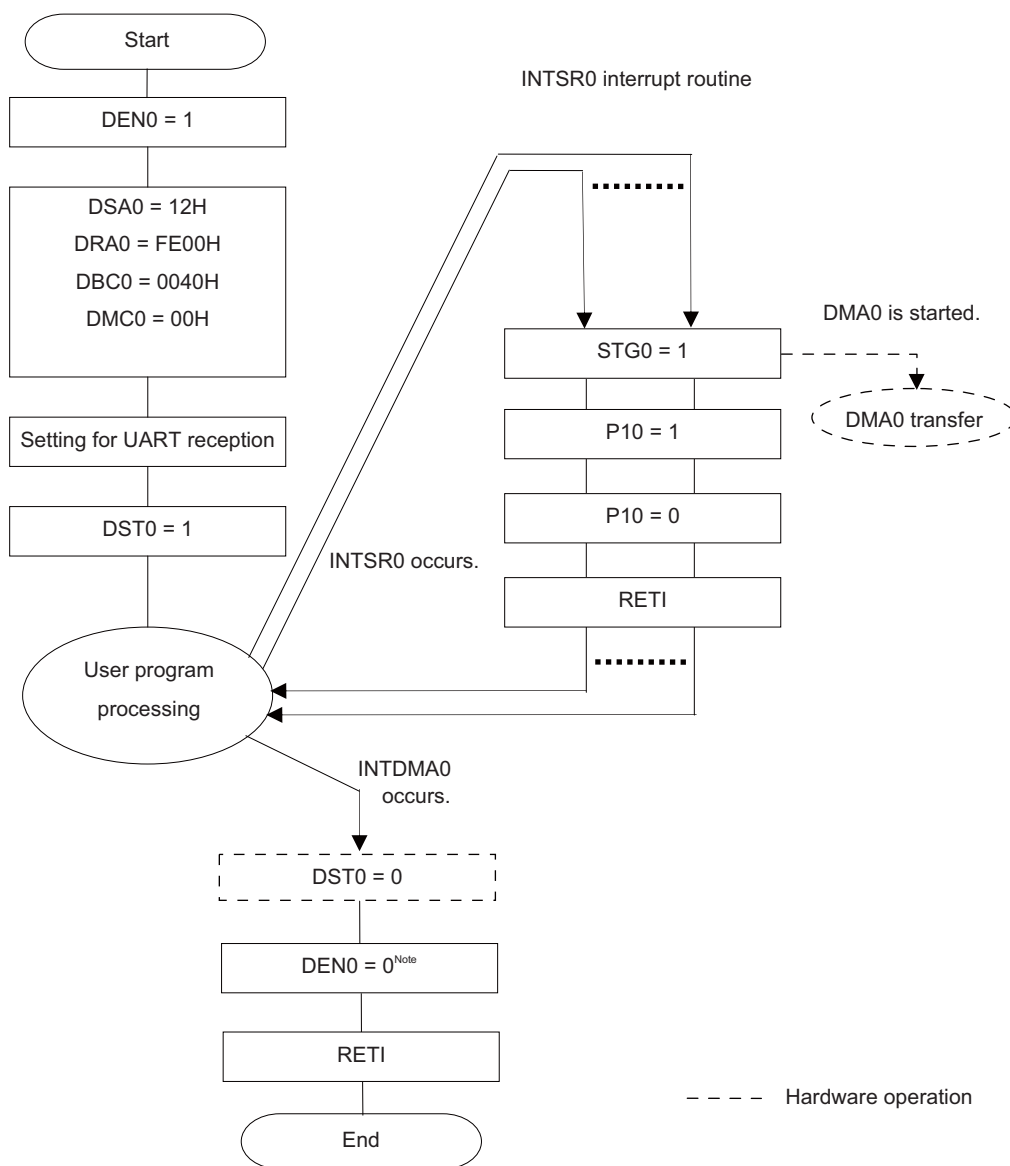 Start
DEN0 = 1
DSA0 = 12H
DRA0 = FE00H
DBC0 = 0040H
DMC0 = 00H
Setting for UART reception
DST0 = 1
User program
processing
INTSR0 interrupt routine
INTSR0 occurs.
STG0 = 1
DMA0 is started.
DMA0 transfer
P10 = 1
P10 = 0
RETI
INTDMA0
occurs.
DST0 = 0
DEN0 = 0Note
RETI
End
Hardware operation